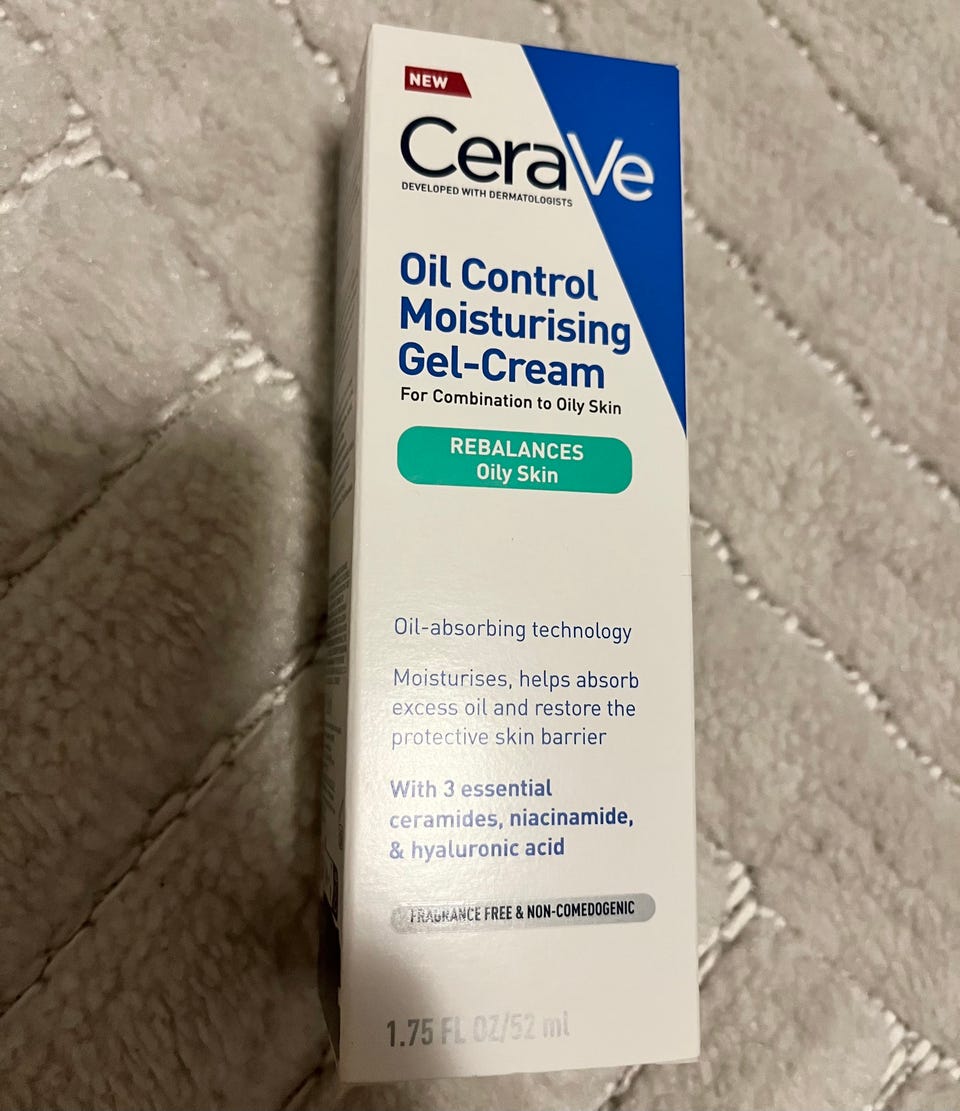 NEW
CeraVe
DEVELOPED WITH DERMATOLOGISTS
Oil Control
Moisturising
Gel-Cream
For Combination to Oily Skin
REBALANCES
Oily Skin
Oil-absorbing technology
Moisturises, helps absorb
excess oil and restore the
protective skin barrier
With 3 essential
ceramides, niacinamide,
& hyaluronic acid
FRAGRANCE FREE & NON-COMEDOGENIC
1.75 FL OZ/52 ml